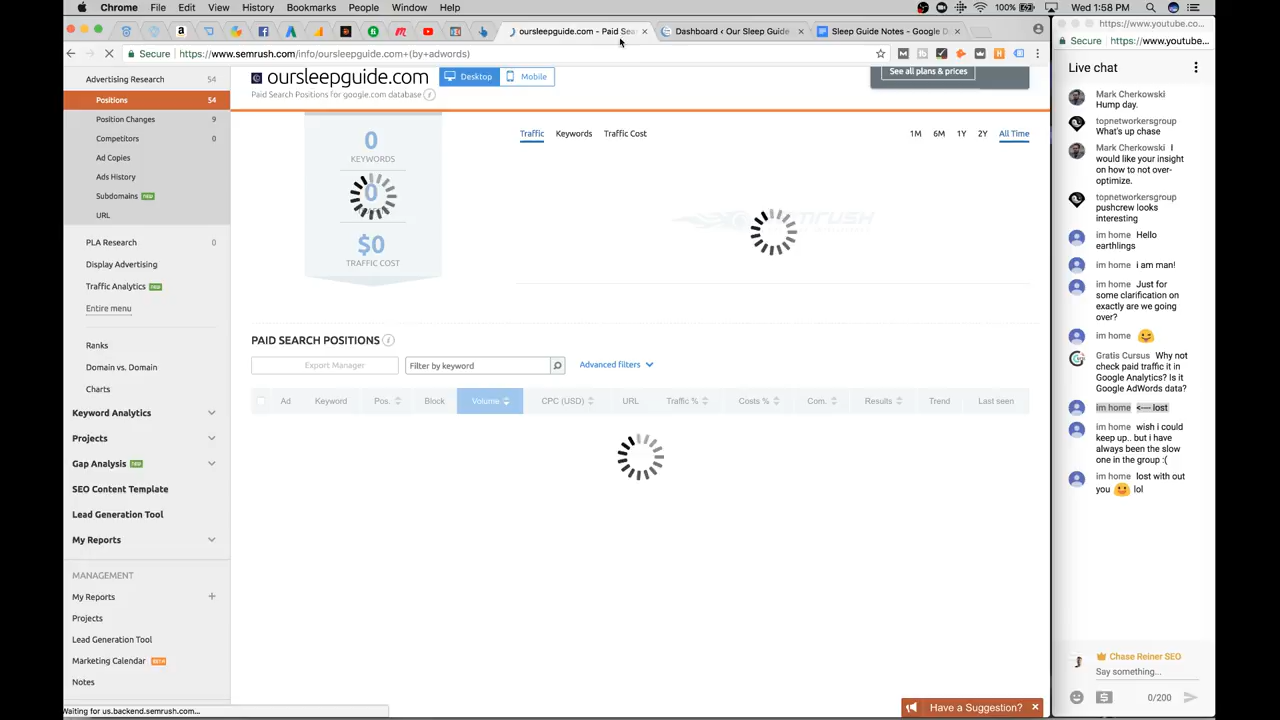 Chrome File Edit View History Bookmarks People Window Help
100% Wed 1:58 PM
oursleepguide.com - Paid Sear
Dashboard ‹ Our Sleep Guide
Sleep Guide Notes - Google D
Secure https://www.semrush.com/info/oursleepguide.com+(by+adwords)
Advertising Research 54
Positions 54
Position Changes 9
Competitors 0
Ad Copies
Ads History
Subdomains NEW
URL
PLA Research 0
Display Advertising
Traffic Analytics NEW
Entire menu
Ranks
Domain vs. Domain
Charts
Keyword Analytics
Projects
Gap Analysis NEW
SEO Content Template
Lead Generation Tool
My Reports
MANAGEMENT
My Reports +
Projects
Lead Generation Tool
Marketing Calendar BETA
Notes
Waiting for us.backend.semrush.com...
oursleepguide.com
Desktop Mobile
Paid Search Positions for google.com database
See all plans & prices
0
KEYWORDS
0
$0
TRAFFIC COST
Traffic Keywords Traffic Cost
1M 6M 1Y 2Y All Time
SEMRUSH
PAID SEARCH POSITIONS
Export Manager
Filter by keyword
Advanced filters
Ad Keyword Pos. Block Volume CPC (USD) URL Traffic % Costs % Com. Results Trend Last seen
Have a Suggestion? ×
https://www.youtube.co...
Secure https://www.youtube.
Live chat
Mark Cherkowski
Hump day.
topnetworkersgroup
What's up chase
Mark Cherkowski I
would like your insight
on how to not over-
optimize.
topnetworkersgroup
pushcrew looks
interesting
im home Hello
earthlings
im home i am man!
im home Just for
some clarification on
exactly are we going
over?
im home
Gratis Cursus Why not
check paid traffic it in
Google Analytics? Is it
Google AdWords data?
im home <---- lost
im home wish i could
keep up.. but i have
always been the slow
one in the group :(
im home lost with out
you lol
Chase Reiner SEO
Say something...
0/200